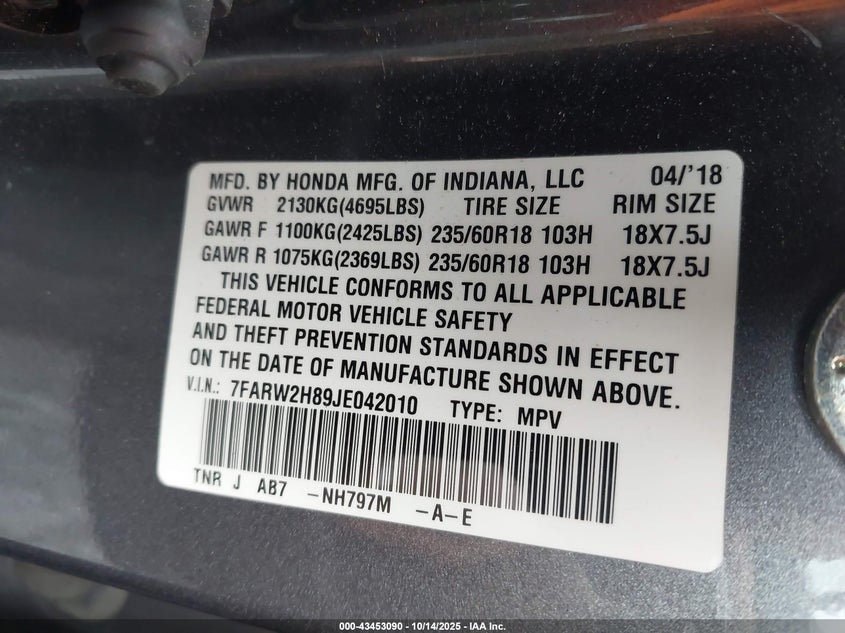 MFD. BY HONDA MFG. OF INDIANA, LLC 04/'18
GVWR 2130KG(4695LBS) TIRE SIZE RIM SIZE
GAWR F 1100KG(2425LBS) 235/60R18 103H 18X7.5J
GAWR R 1075KG(2369LBS) 235/60R18 103H 18X7.5J
THIS VEHICLE CONFORMS TO ALL APPLICABLE
FEDERAL MOTOR VEHICLE SAFETY
AND THEFT PREVENTION STANDARDS IN EFFECT
ON THE DATE OF MANUFACTURE SHOWN ABOVE.
V.I.N.: 7FARW2H89JE042010 TYPE: MPV
TNR J AB7 -NH797M -A-E
000-43453090 - 10/14/2025 - IAA Inc.